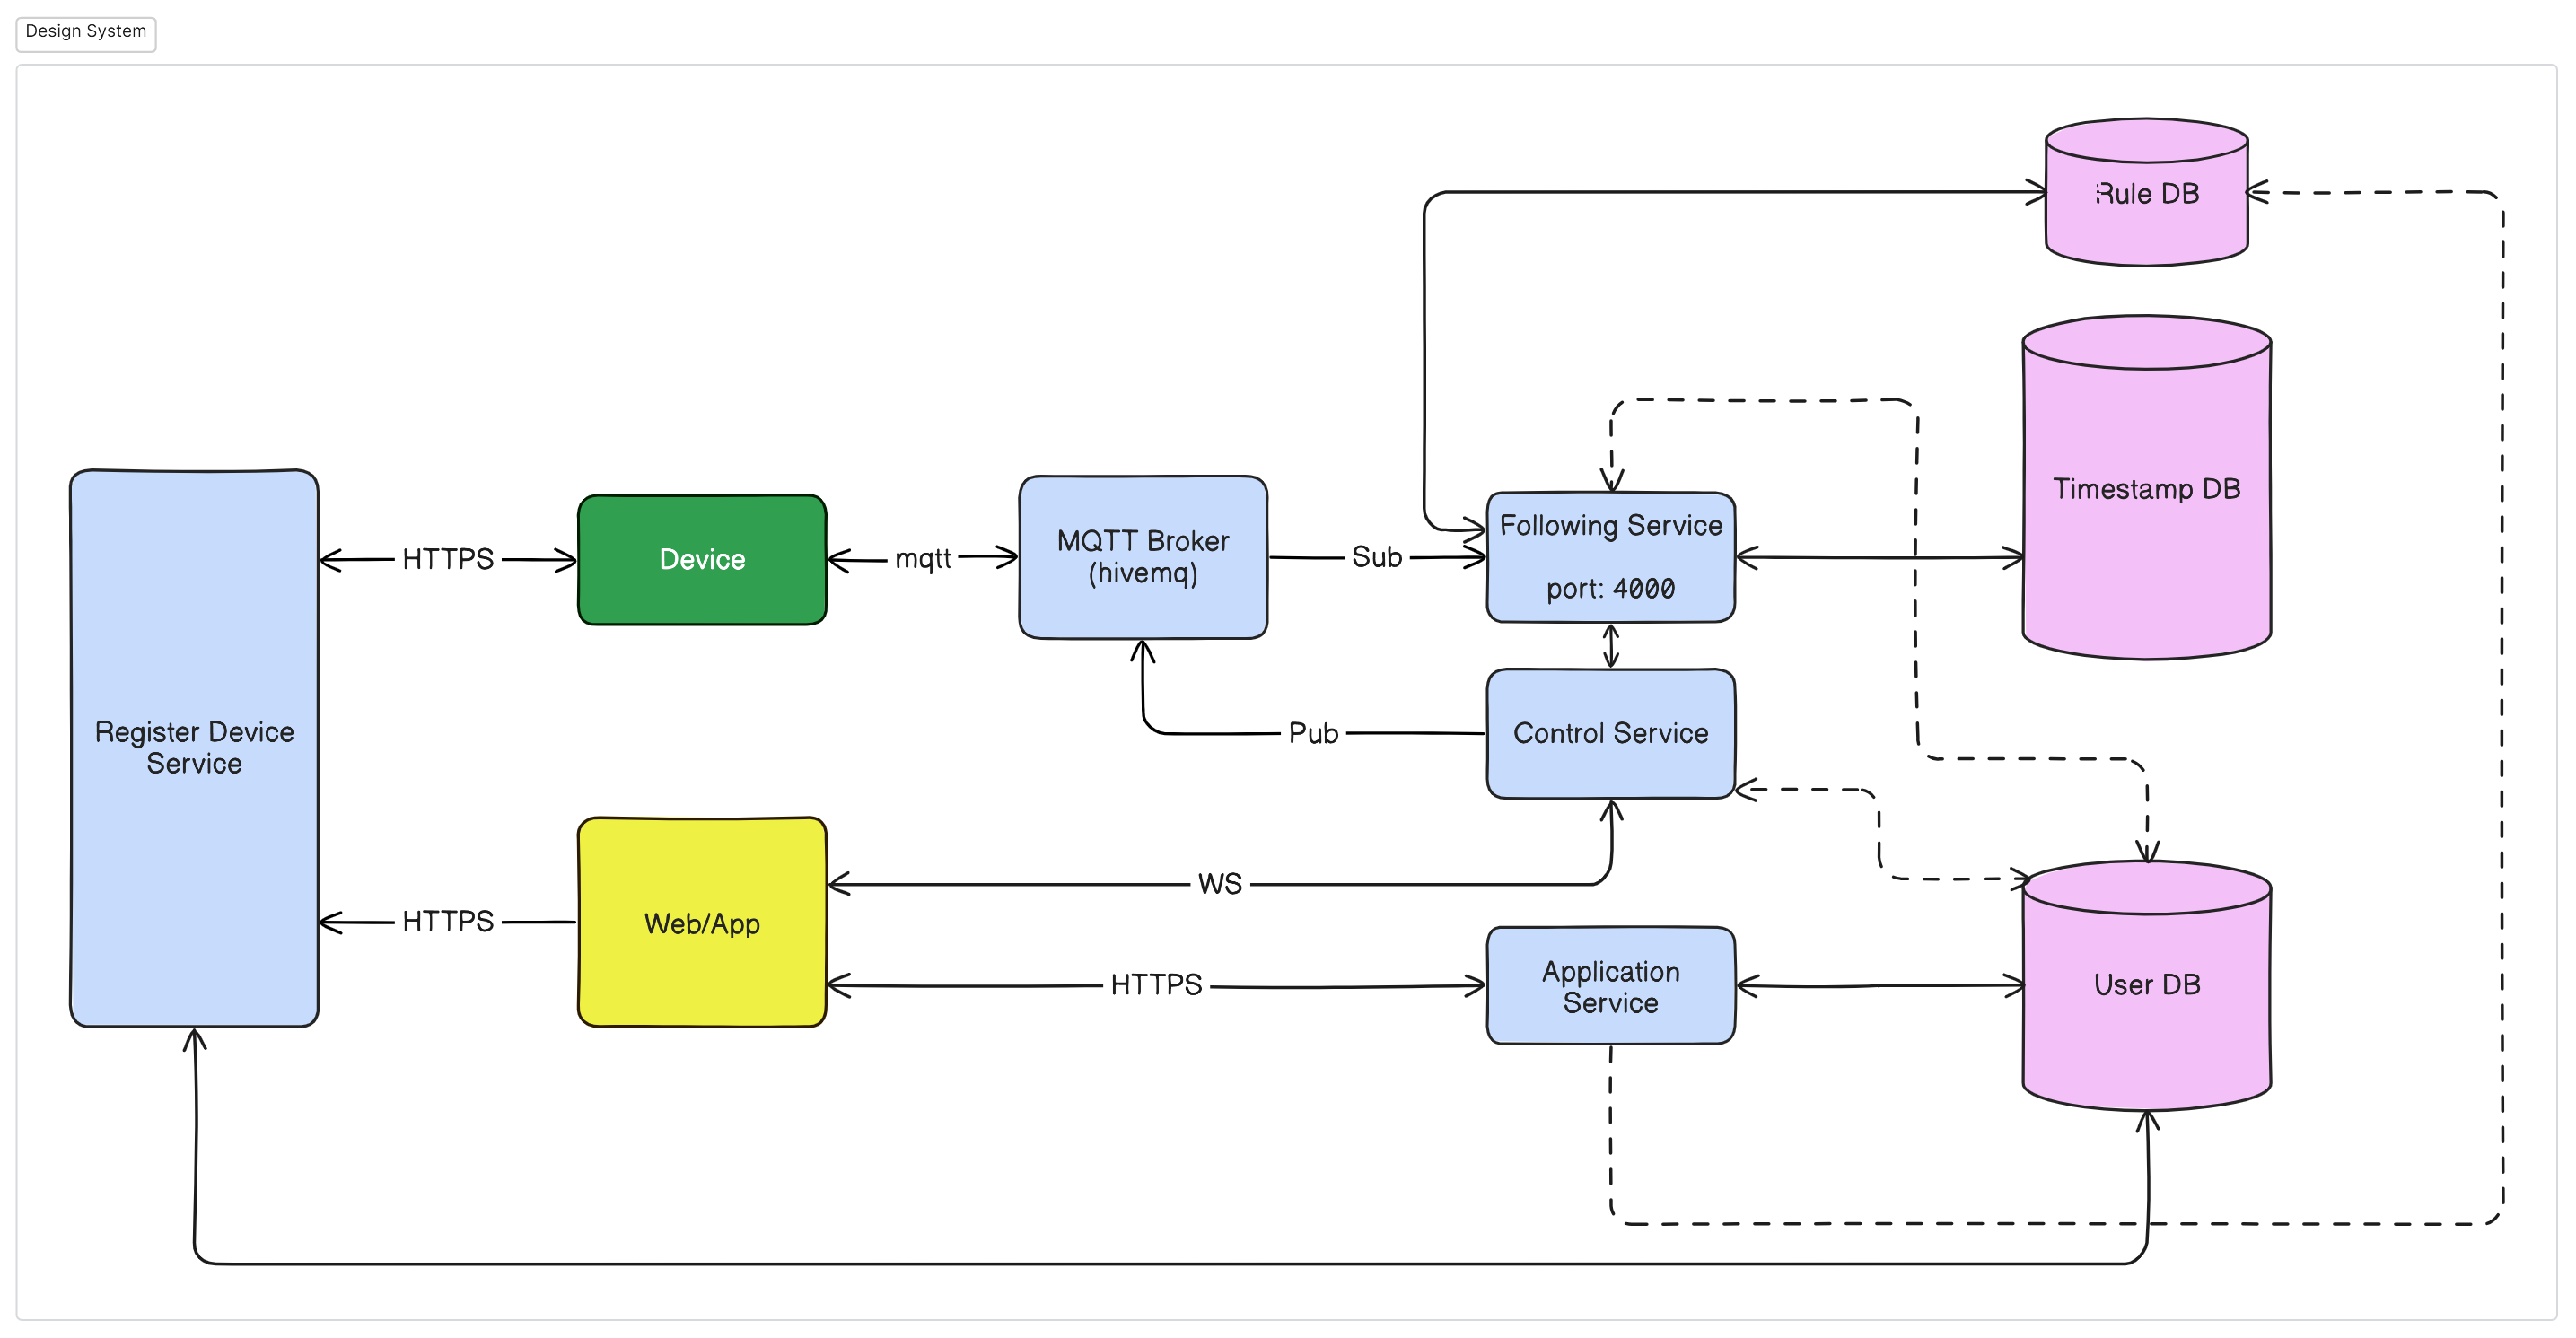 Design System
Rule DB
Timestamp DB
Following Service
port: 4000
MQTT Broker
(hivemq)
Sub
mqtt
Device
HTTPS
Register Device
Service
Control Service
Pub
WS
Web/App
HTTPS
HTTPS
Application
Service
User DB